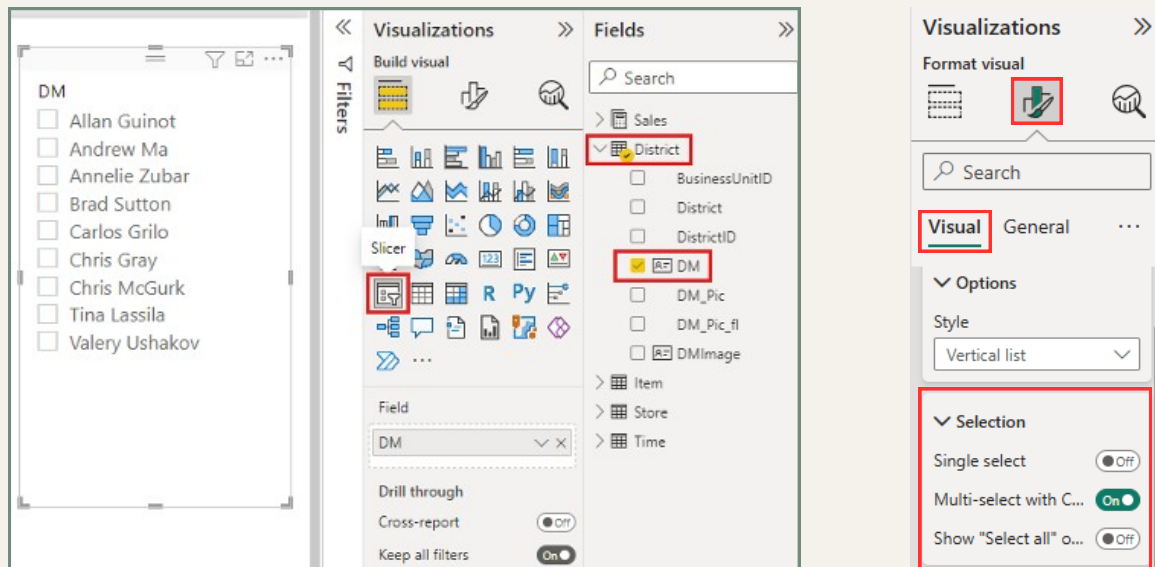 DM
Allan Guinot
Andrew Ma
Annelie Zubar
Brad Sutton
Carlos Grilo
Chris Gray
Chris McGurk
Tina Lassila
Valery Ushakov
Filters
Visualizations
Build visual
Slicer
123
R
Py
Field
DM
Drill through
Cross-report
Off
Keep all filters
On
Fields
Search
Sales
District
BusinessUnitID
District
DistrictID
DM
DM_Pic
DM_Pic_fl
DMImage
Item
Store
Time
Visualizations
Format visual
Search
Visual General
Options
Style
Vertical list
Selection
Single select Off
Multi-select with C... On
Show "Select all" o... Off